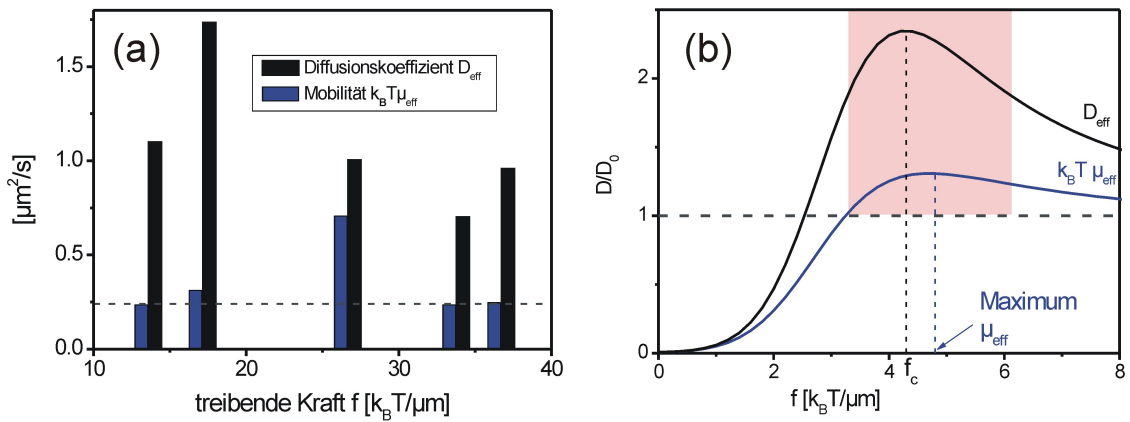 (a)
Diffusionskoeffizient D_eff
Mobilität k_BTµ_eff
[µm²/s]
1.5
1.0
0.5
0.0
10 20 30 40
treibende Kraft f [k_BT/µm]
(b)
D_eff
k_BT µ_eff
D/D_0
2
1
0
Maximum
µ_eff
f_c
0 2 4 6 8
f [k_BT/µm]